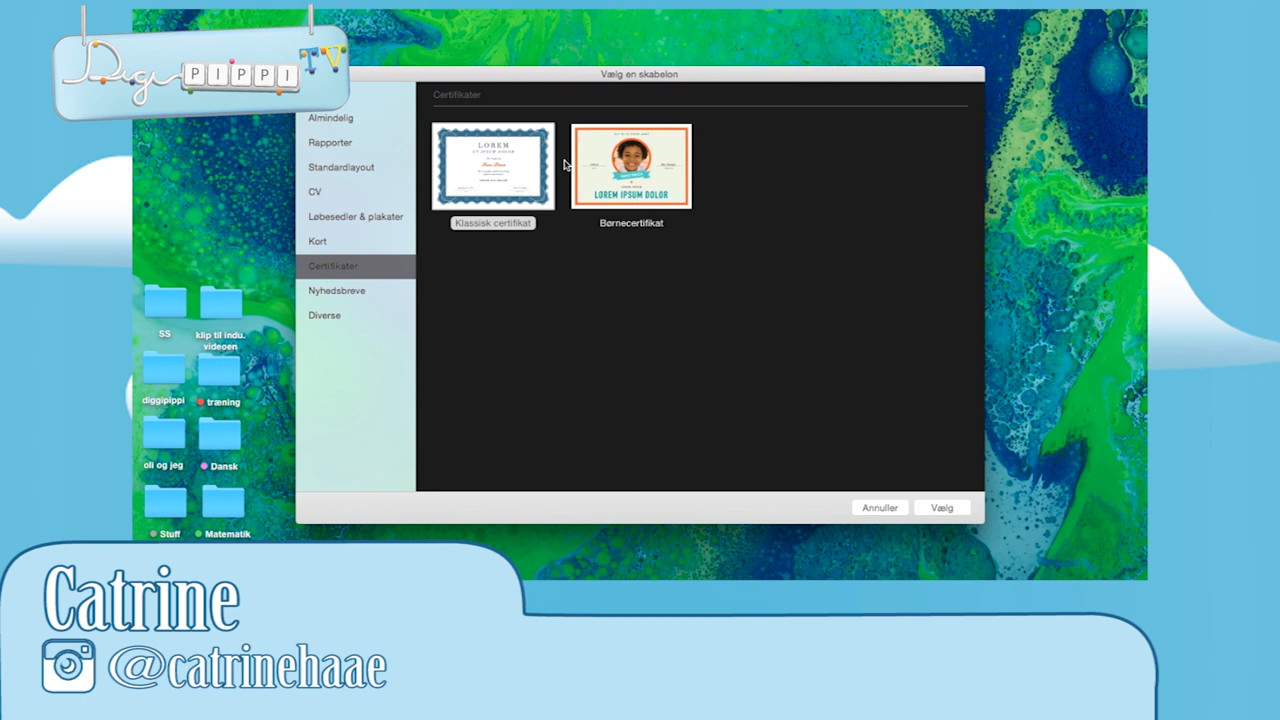 Digi PIPPI TV
Vælg en skabelon
Certifikater
Almindelig
Rapporter
Standardlayout
CV
Løbesedler & plakater
Kort
Certifikater
Nyhedsbreve
Diverse
LOREM
Klassisk certifikat
LOREM IPSUM DOLOR
Børnecertifikat
SS
klip til indu.
videoen
diggipippi
træning
oli og jeg
Dansk
Stuff
Matematik
Annuller
Vælg
Catrine
@catrinehaae